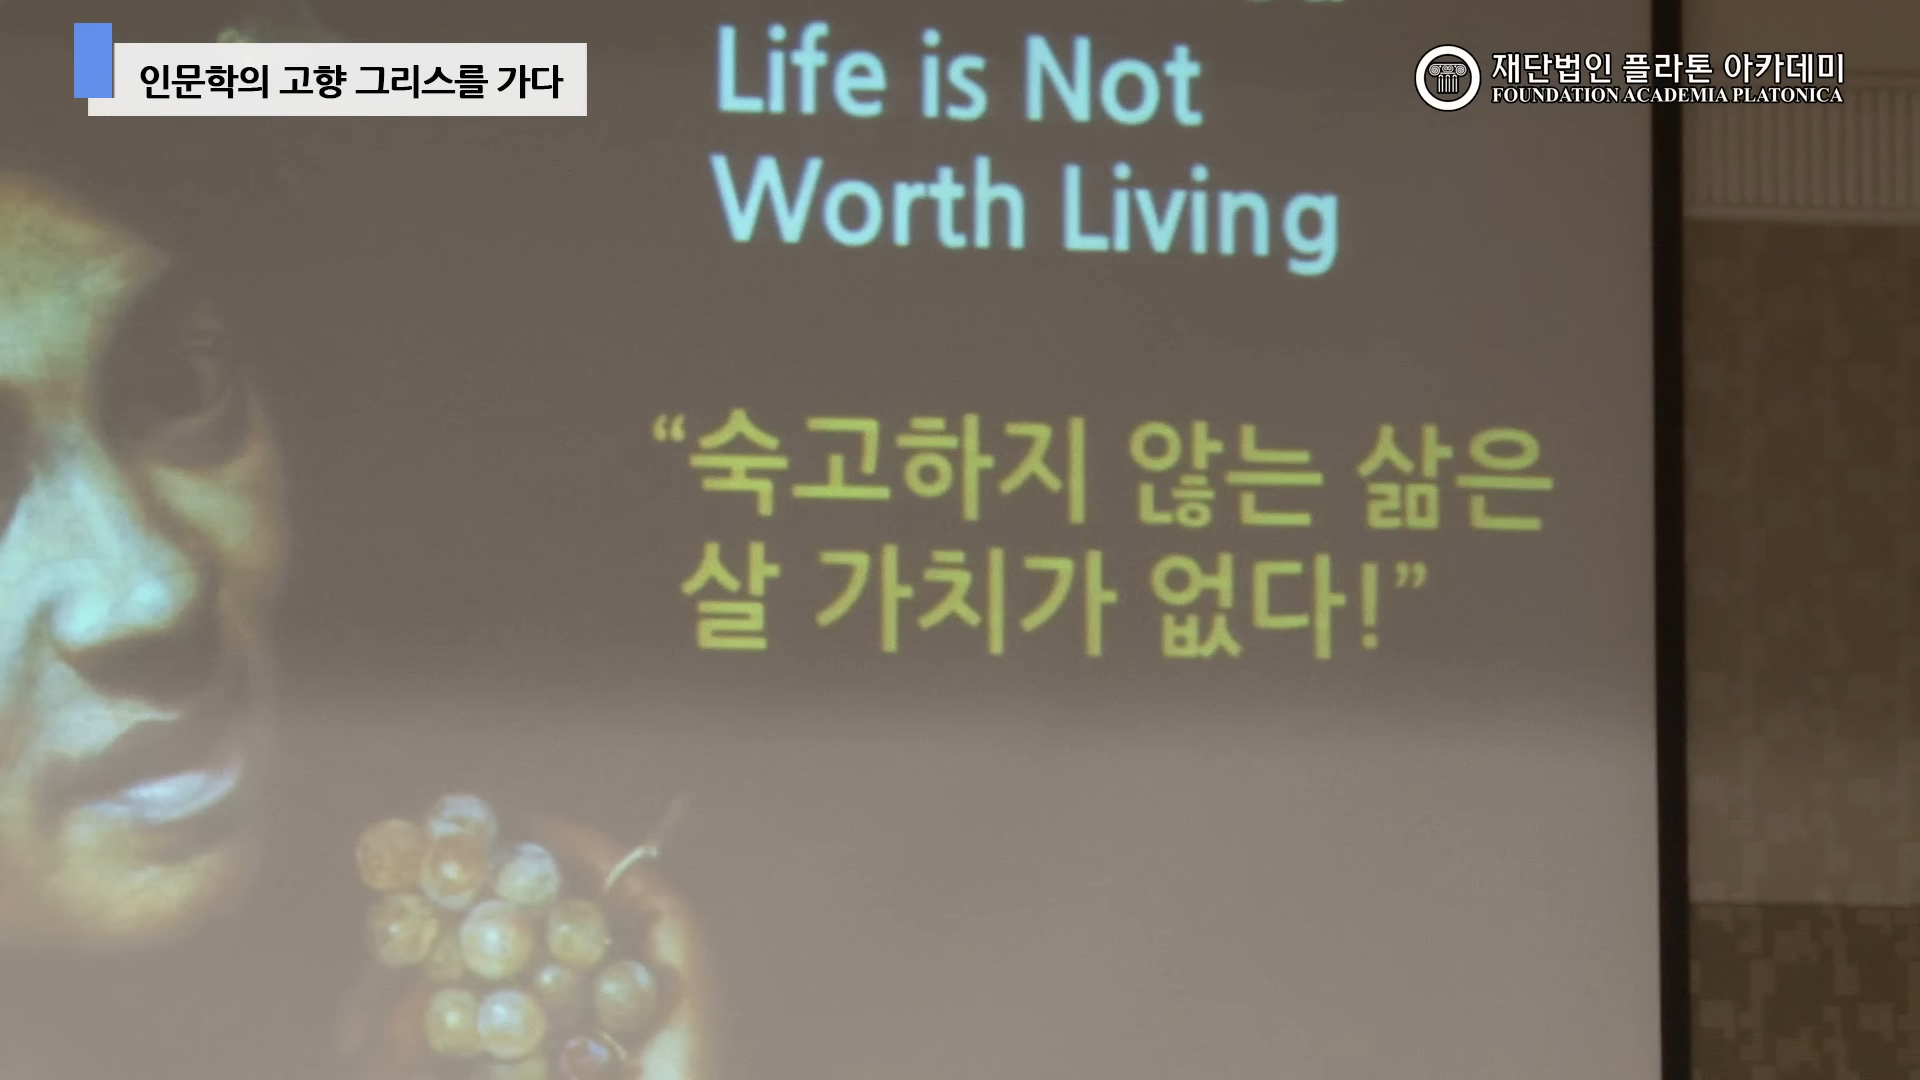 인문학의 고향 그리스를 가다
재단법인 플라톤 아카데미
FOUNDATION ACADEMIA PLATONICA
Life is Not
Worth Living
“숙고하지 않는 삶은
살 가치가 없다!”